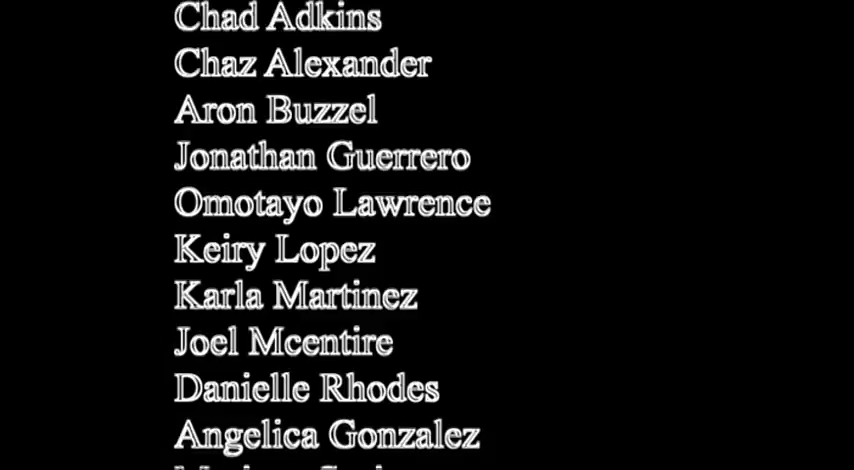 Chad Adkins
Chaz Alexander
Aron Buzzel
Jonathan Guerrero
Omotayo Lawrence
Keiry Lopez
Karla Martinez
Joel Mcentire
Danielle Rhodes
Angelica Gonzalez